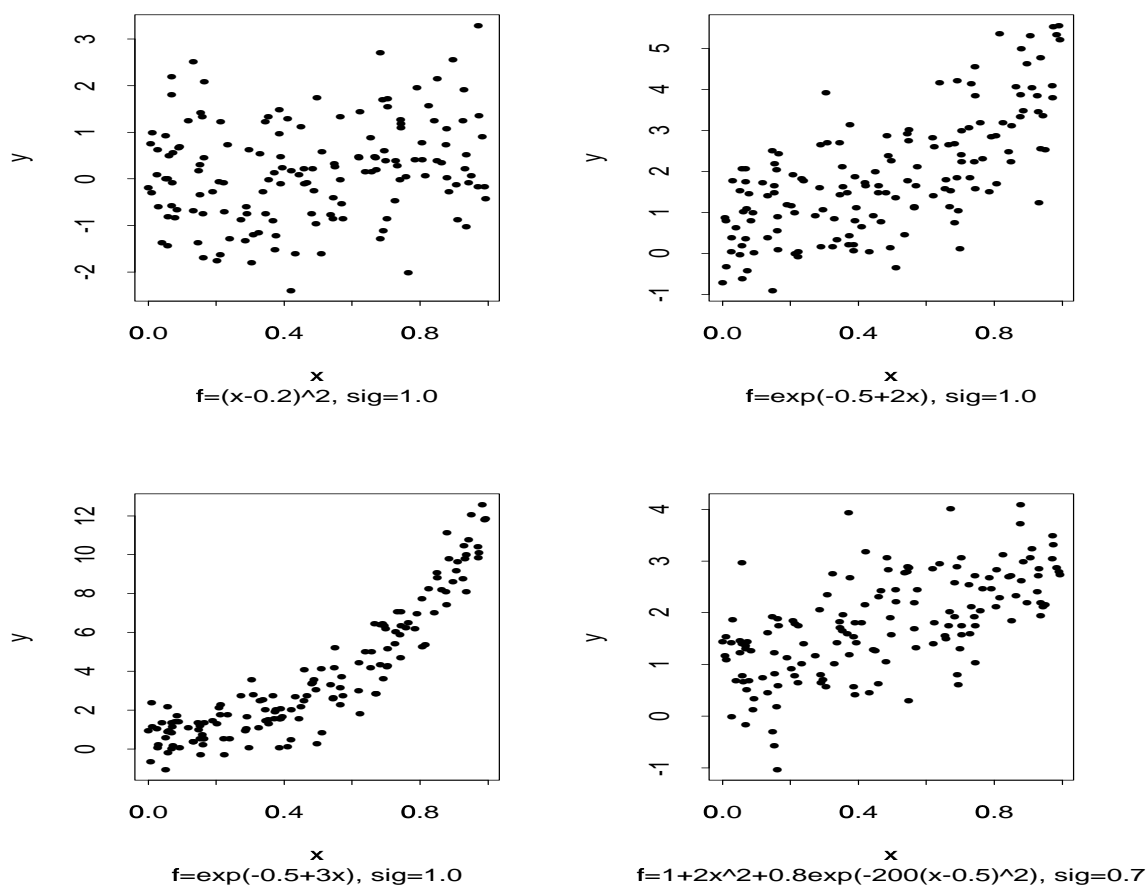 3
2
1
0
-1
-2
y
0.0 0.4 0.8
x
f=(x-0.2)^2, sig=1.0
5
4
3
2
1
0
-1
y
0.0 0.4 0.8
x
f=exp(-0.5+2x), sig=1.0
12
10
8
6
4
2
0
y
0.0 0.4 0.8
x
f=exp(-0.5+3x), sig=1.0
4
3
2
1
0
-1
y
0.0 0.4 0.8
x
f=1+2x^2+0.8exp(-200(x-0.5)^2), sig=0.7